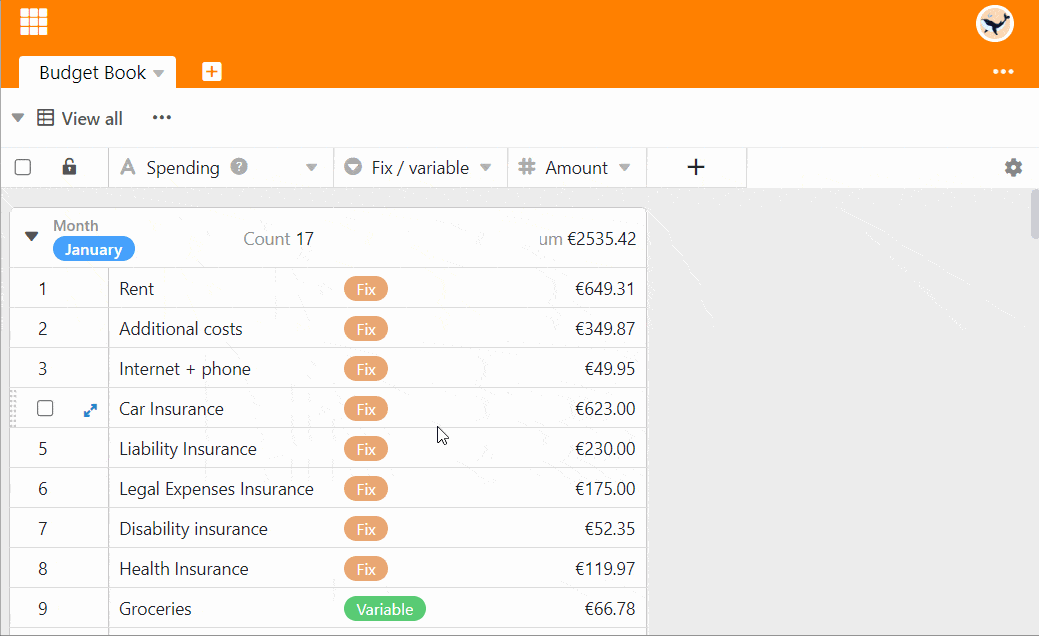 Budget Book
View all
Spending Fix / variable Amount
Month
January Count 17 um €2535.42
1 Rent Fix €649.31
2 Additional costs Fix €349.87
3 Internet + phone Fix €49.95
Car Insurance Fix €623.00
5 Liability Insurance Fix €230.00
6 Legal Expenses Insurance Fix €175.00
7 Disability insurance Fix €52.35
8 Health Insurance Fix €119.97
9 Groceries Variable €66.78